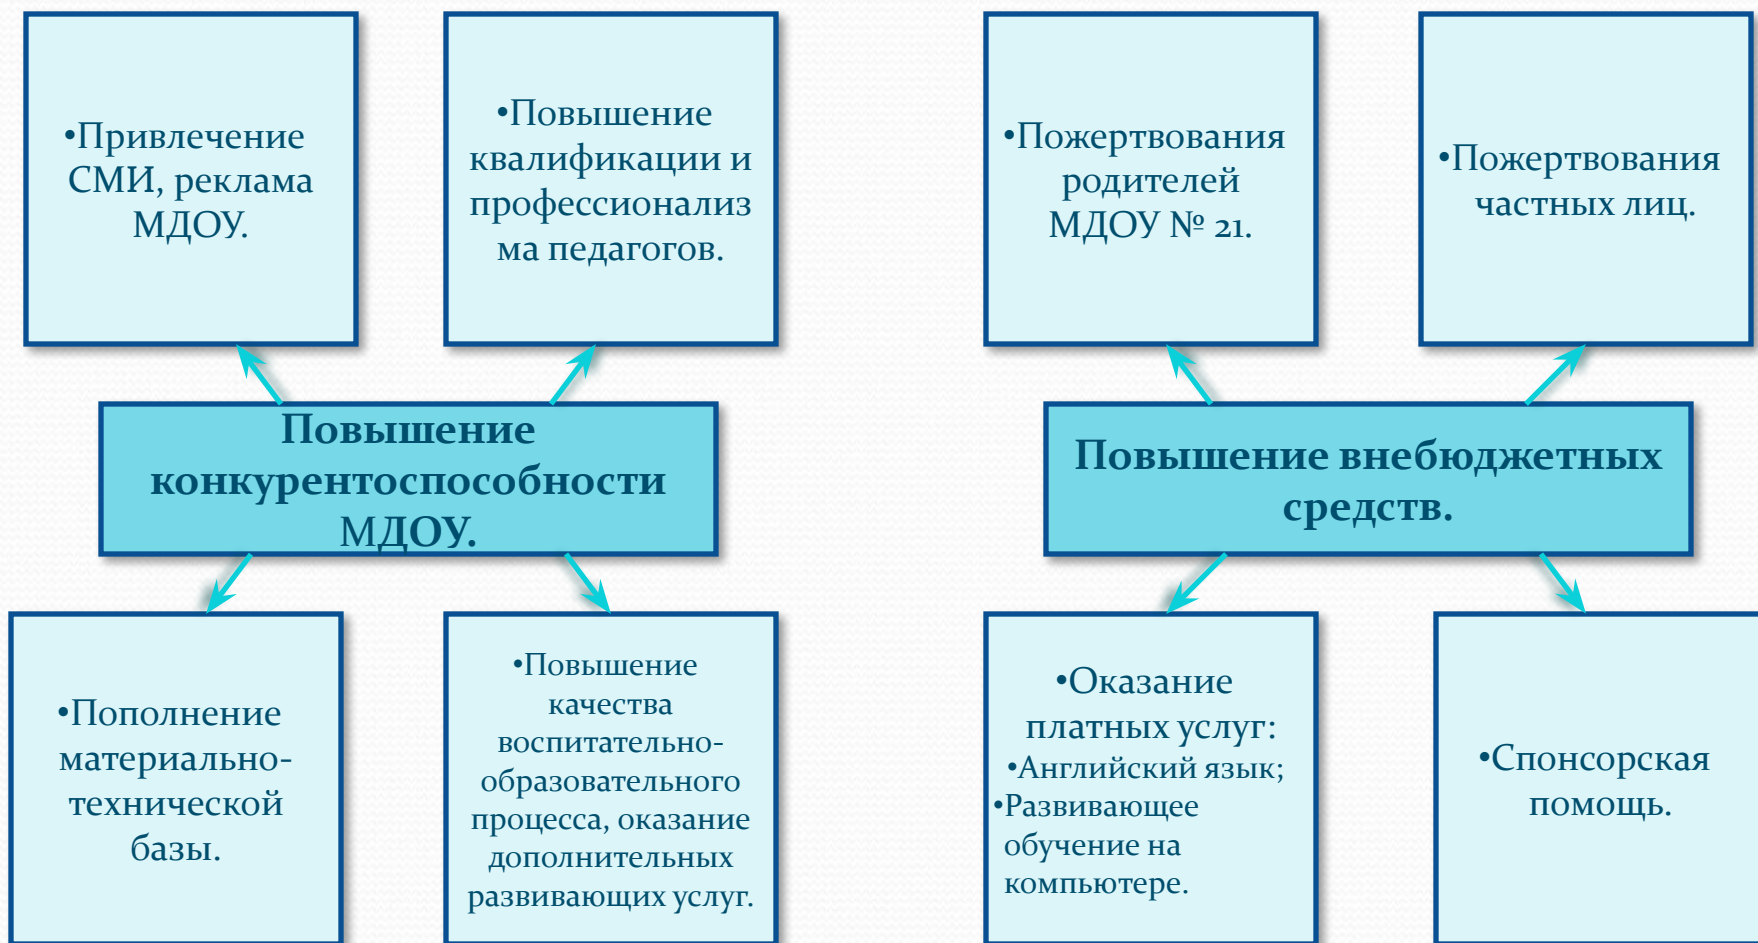 •Привлечение
СМИ, реклама
МДОУ.
•Повышение
квалификации и
профессионализ
ма педагогов.
•Пожертвования
родителей
МДОУ № 21.
•Пожертвования
частных лиц.
Повышение
конкурентоспособности
МДОУ.
Повышение внебюджетных
средств.
•Пополнение
материально-
технической
базы.
•Повышение
качества
воспитательно-
образовательного
процесса, оказание
дополнительных
развивающих услуг.
•Оказание
платных услуг:
•Английский язык;
•Развивающее
обучение на
компьютере.
•Спонсорская
помощь.